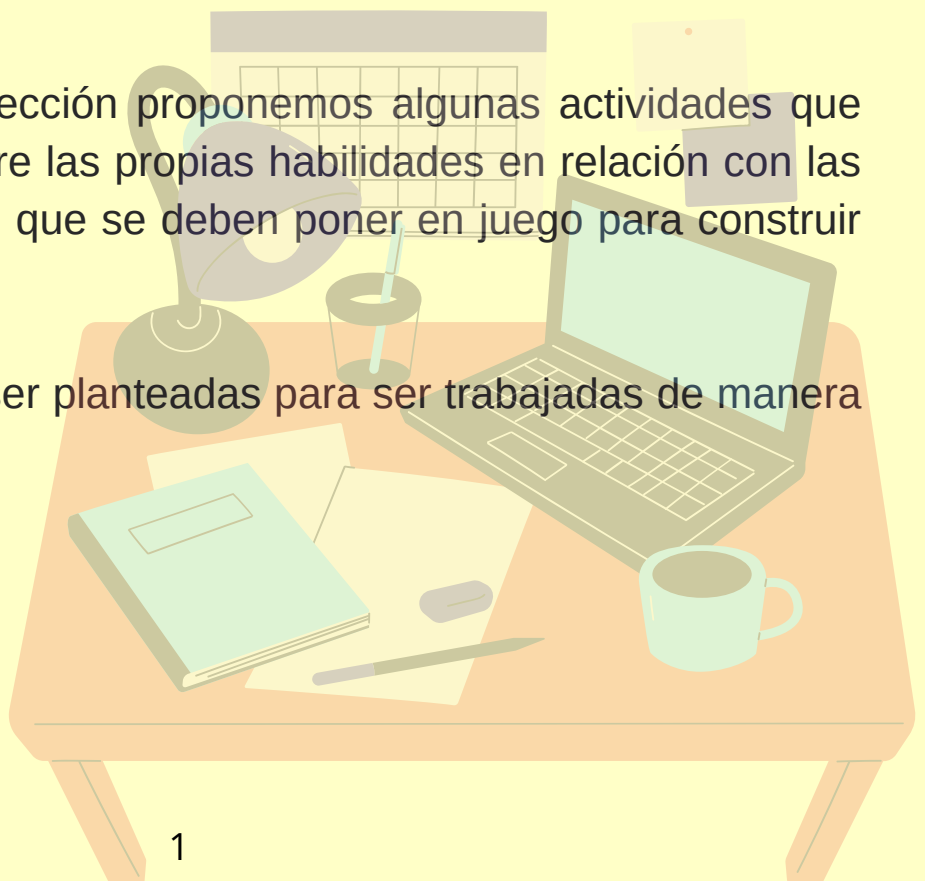 ección proponemos algunas actividades que
re las propias habilidades en relación con las
que se deben poner en juego para construir
er planteadas para ser trabajadas de manera
1